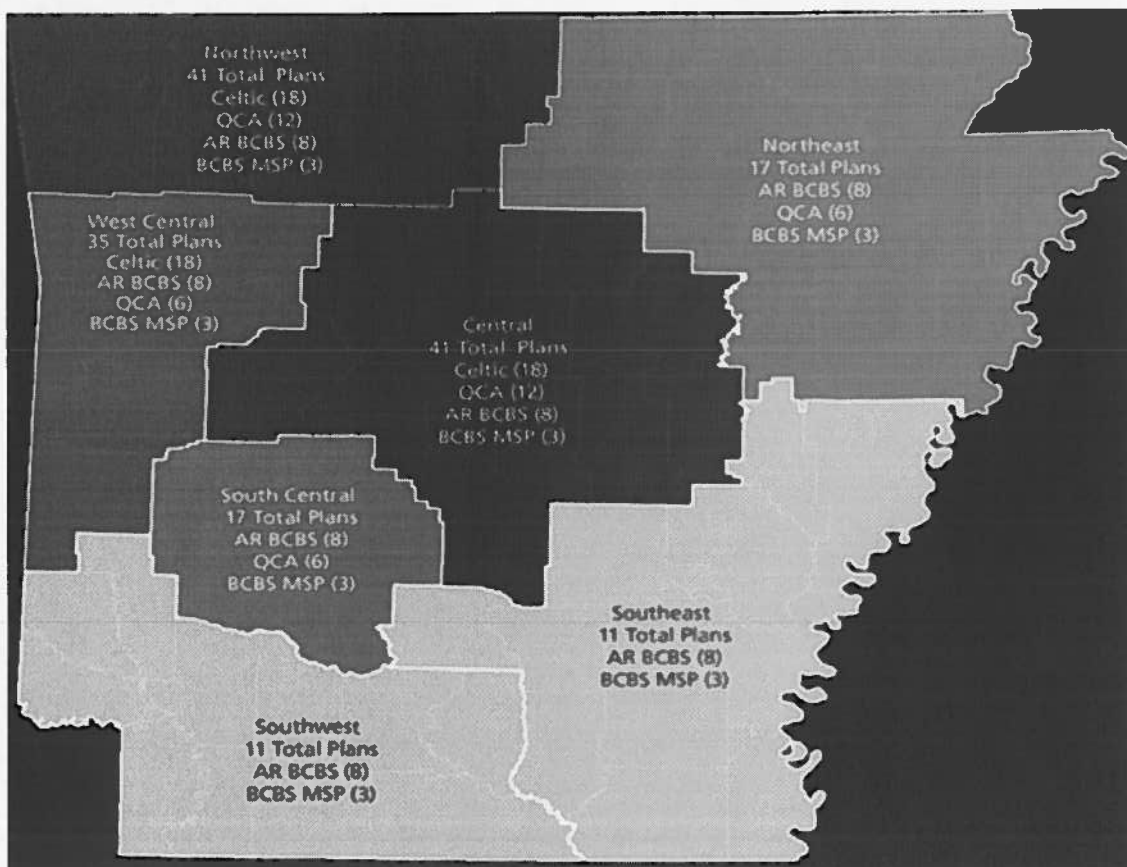 Northwest
41 Total Plans
Celtic (18)
QCA (12)
AR BCBS (8)
BCBS MSP (3)
Northeast
17 Total Plans
AR BCBS (8)
QCA (6)
BCBS MSP (3)
West Central
35 Total Plans
Celtic (18)
AR BCBS (8)
QCA (6)
BCBS MSP (3)
Central
41 Total Plans
Celtic (18)
QCA (12)
AR BCBS (8)
BCBS MSP (3)
South Central
17 Total Plans
AR BCBS (8)
QCA (6)
BCBS MSP (3)
Southeast
11 Total Plans
AR BCBS (8)
BCBS MSP (3)
Southwest
11 Total Plans
AR BCBS (8)
BCBS MSP (3)